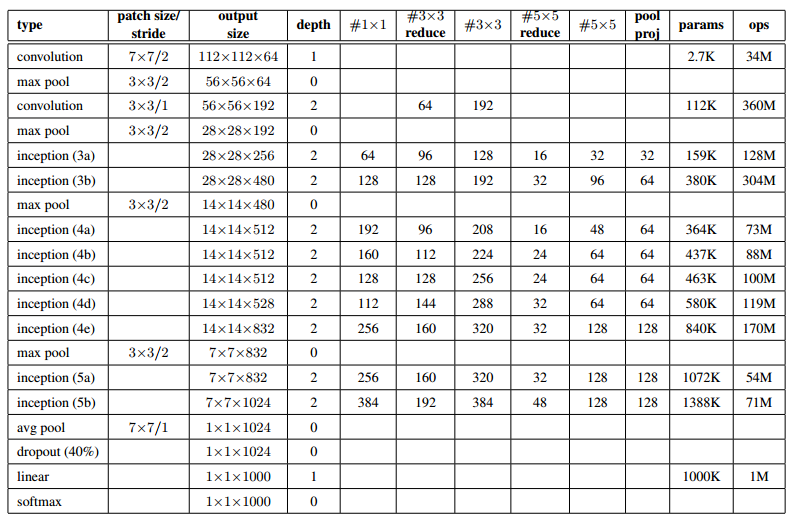 type patch size/ stride output size depth #1×1 #3×3 reduce #3×3 #5×5 reduce #5×5 pool proj params ops
convolution 7×7/2 112×112×64 1 2.7K 34M
max pool 3×3/2 56×56×64 0
convolution 3×3/1 56×56×192 2 64 192 112K 360M
max pool 3×3/2 28×28×192 0
inception (3a) 28×28×256 2 64 96 128 16 32 32 159K 128M
inception (3b) 28×28×480 2 128 128 192 32 96 64 380K 304M
max pool 3×3/2 14×14×480 0
inception (4a) 14×14×512 2 192 96 208 16 48 64 364K 73M
inception (4b) 14×14×512 2 160 112 224 24 64 64 437K 88M
inception (4c) 14×14×512 2 128 128 256 24 64 64 463K 100M
inception (4d) 14×14×528 2 112 144 288 32 64 64 580K 119M
inception (4e) 14×14×832 2 256 160 320 32 128 128 840K 170M
max pool 3×3/2 7×7×832 0
inception (5a) 7×7×832 2 256 160 320 32 128 128 1072K 54M
inception (5b) 7×7×1024 2 384 192 384 48 128 128 1388K 71M
avg pool 7×7/1 1×1×1024 0
dropout (40%) 1×1×1024 0
linear 1×1×1000 1 1000K 1M
softmax 1×1×1000 0